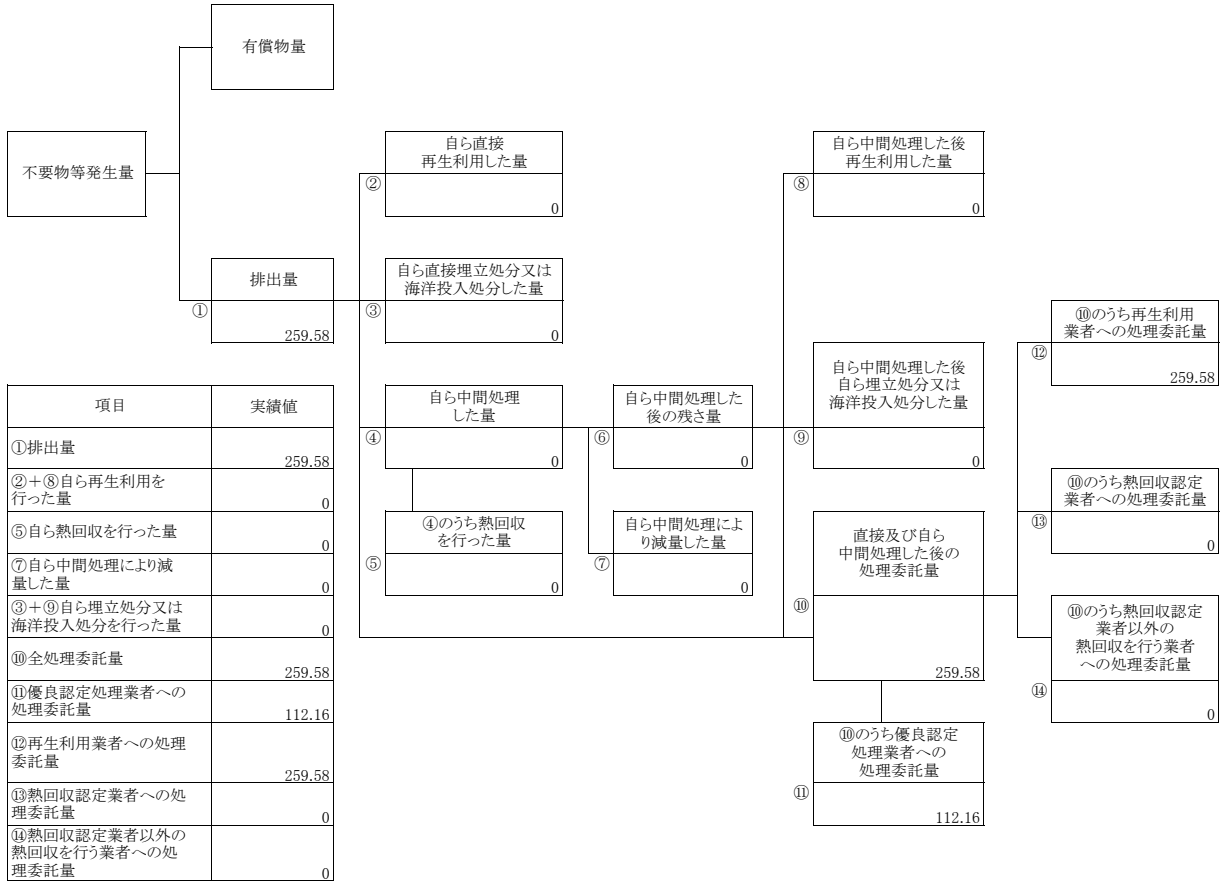 有償物量
不要物等発生量
自ら直接
再生利用した量
②
0
自ら中間処理した後
再生利用した量
⑧
0
排出量
①
259.58
自ら直接埋立処分又は
海洋投入処分した量
③
0
⑩のうち再生利用
業者への処理委託量
⑫
259.58
自ら中間処理
した量
④
0
自ら中間処理した
後の残さ量
⑥
0
自ら中間処理した後
自ら埋立処分又は
海洋投入処分した量
⑨
0
⑩のうち熱回収認定
業者への処理委託量
⑬
0
④のうち熱回収
を行った量
⑤
0
自ら中間処理によ
り減量した量
⑦
0
直接及び自ら
中間処理した後の
処理委託量
⑩
259.58
⑩のうち熱回収認定
業者以外の
熱回収を行う業者
への処理委託量
⑭
0
⑩のうち優良認定
処理業者への
処理委託量
⑪
112.16
項目 実績値
①排出量
259.58
②+⑧自ら再生利用を
行った量
0
⑤自ら熱回収を行った量
0
⑦自ら中間処理により減
量した量
0
③+⑨自ら埋立処分又は
海洋投入処分を行った量
0
⑩全処理委託量
259.58
⑪優良認定処理業者への
処理委託量
112.16
⑫再生利用業者への処理
委託量
259.58
⑬熱回収認定業者への処
理委託量
0
⑭熱回収認定業者以外の
熱回収を行う業者への処
理委託量
0